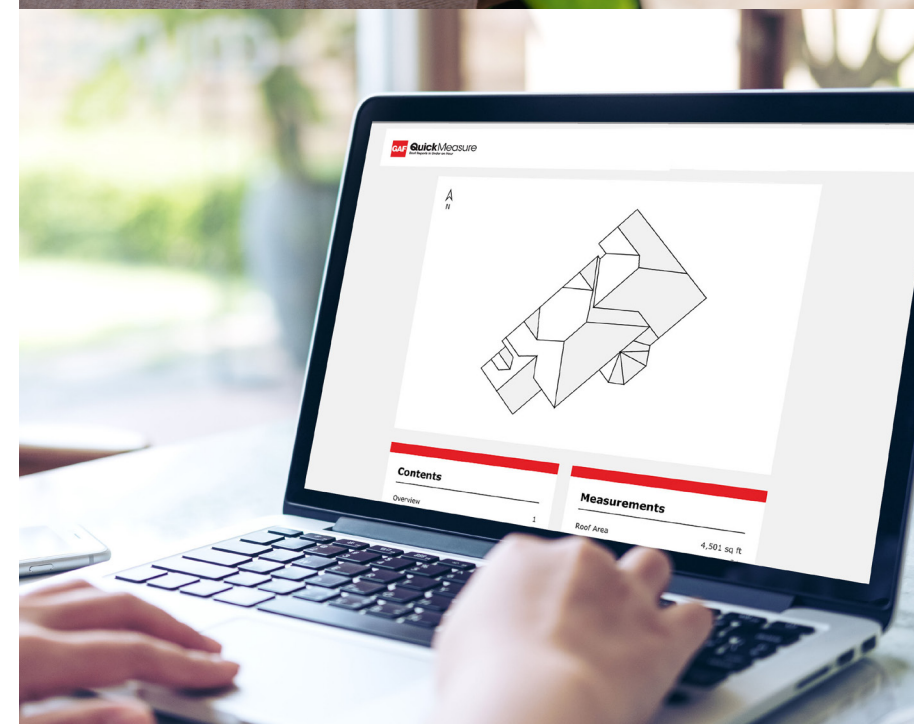 GAF QuickMeasure
N
Contents
Overview 1
Measurements
Roof Area 4,501 sq ft